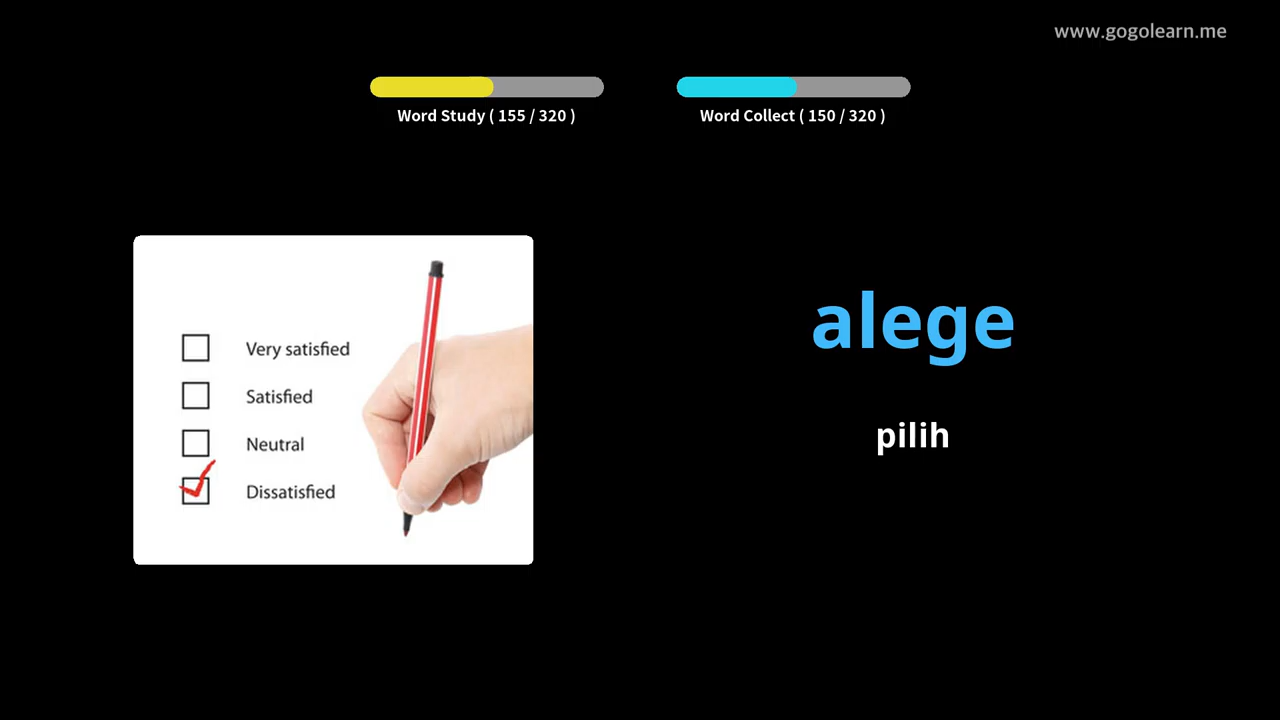 www.gogolearn.me
Word Study ( 155 / 320 )
Word Collect ( 150 / 320 )
Very satisfied
Satisfied
Neutral
Dissatisfied
alege
pilih